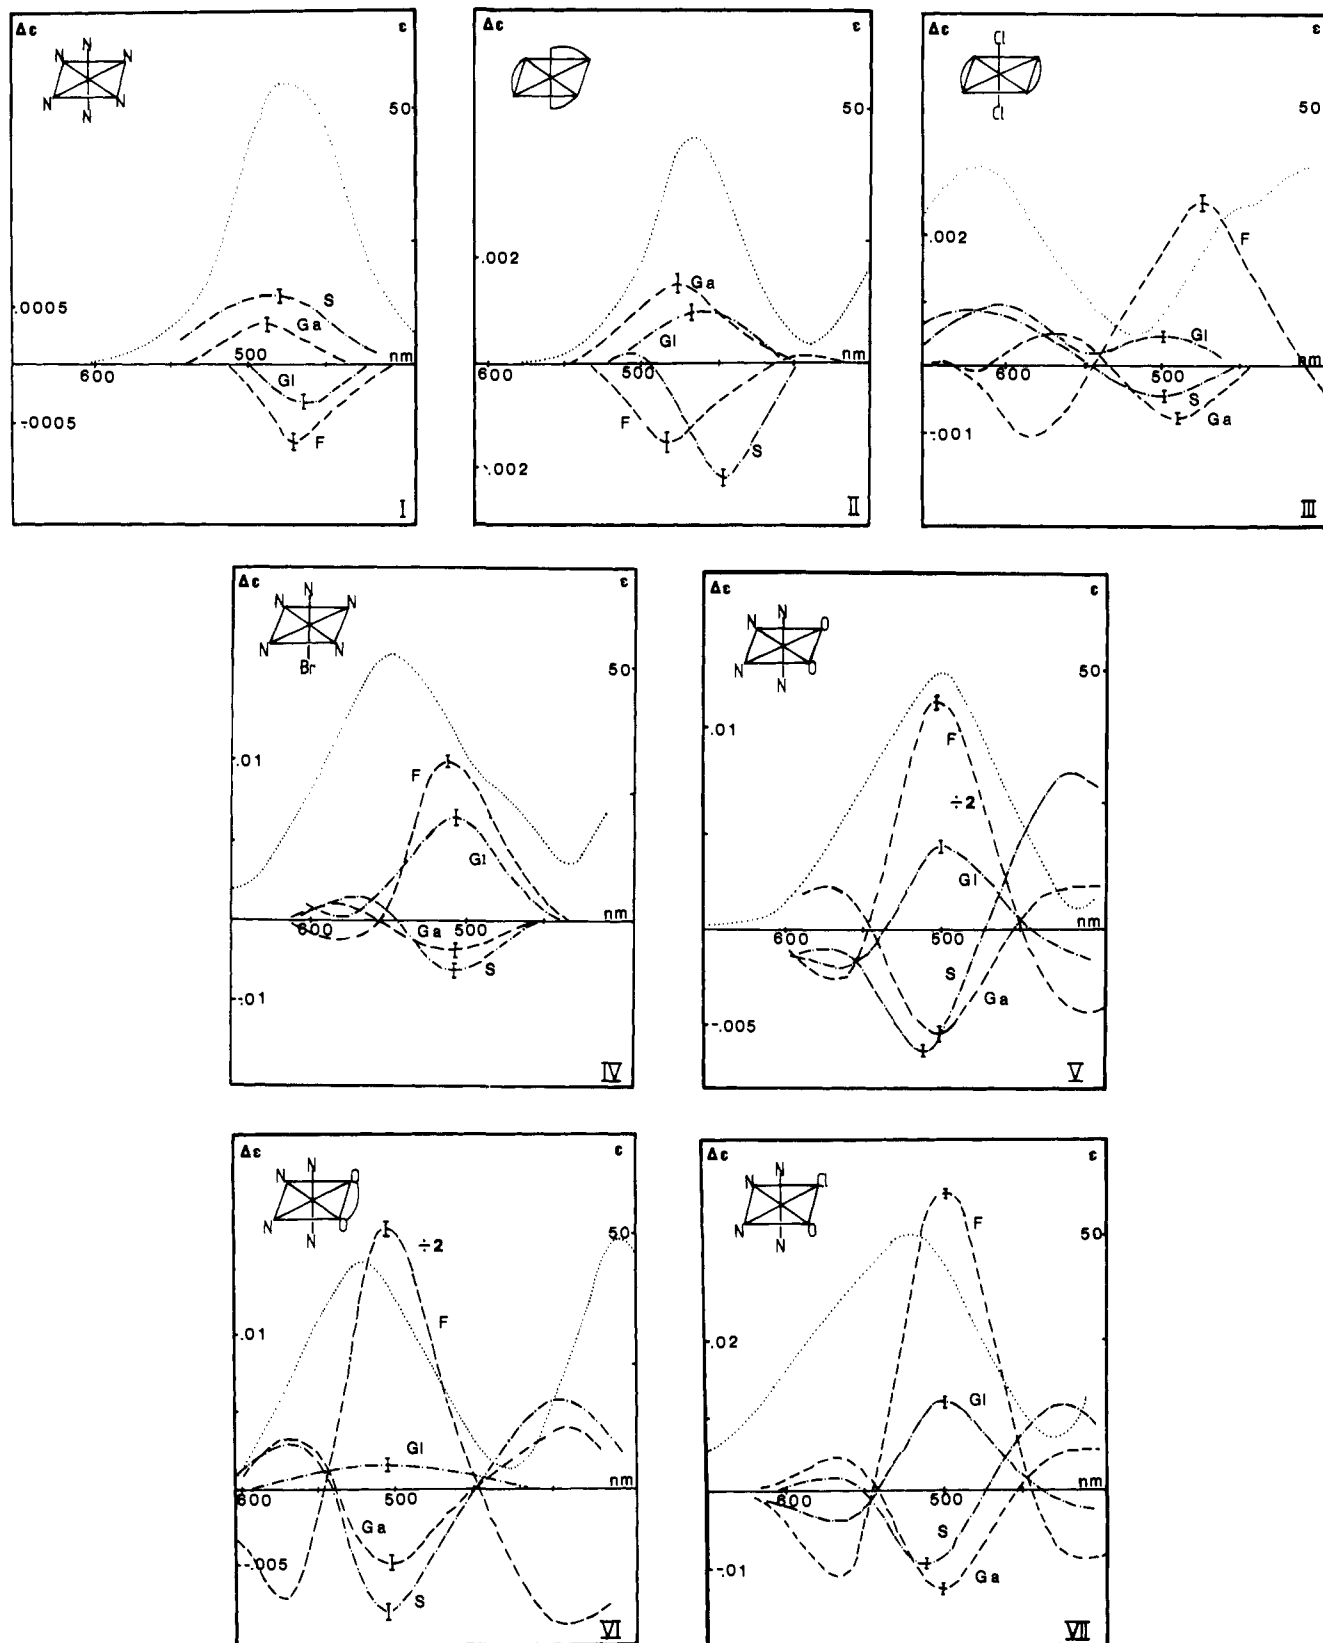 Δε ε
N
N N
N N
N
50
.0005
S
Ga
500 nm
600
Gl
-.0005
F
I
Δε ε
50
.002
Ga
Gl
nm
600 500
F
S
-.002
II
Δε ε
Cl
Cl
50
.002
F
Gl
nm
600 500
S
Ga
-.001
III
Δε ε
N
N N
N N
Br
50
.01
F
Gl
nm
600 500
Ga
S
-.01
IV
Δε ε
N
N O
N O
N
50
.01
F
÷2
Gl
nm
600 500
S
Ga
-.005
V
Δε ε
N
N O
N O
N
50
÷2
F
.01
Gl
nm
600 500
Ga
-.005
S
VI
Δε ε
N
N Cl
N O
N
50
F
.02
Gl
nm
600 500
S
-.01 Ga
VII